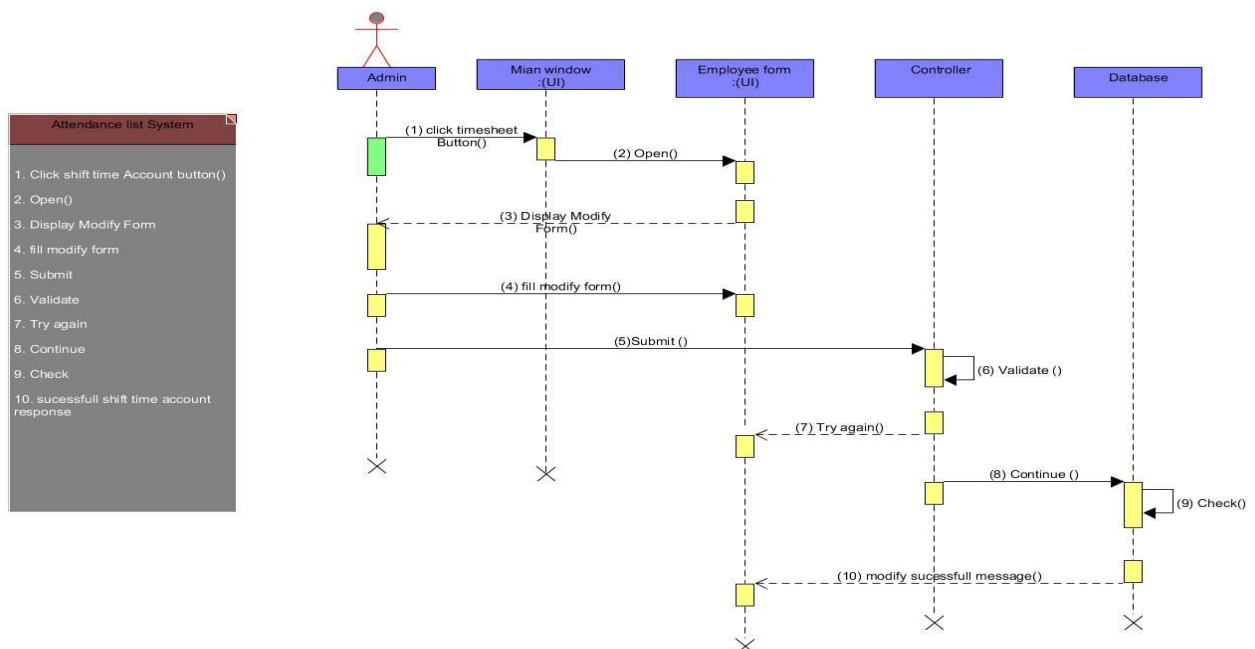 Admin
Mian window
:(UI)
Employee form
:(UI)
Controller
Database
Attendance list System
1. Click shift time Account button()
2. Open()
3. Display Modify Form
4. fill modify form
5. Submit
6. Validate
7. Try again
8. Continue
9. Check
10. sucessfull shift time account
response
(1) click timesheet
Button()
(2) Open()
(3) Display Modify
Form()
(4) fill modify form()
(5)Submit ()
(6) Validate ()
(7) Try again()
(8) Continue ()
(9) Check()
(10) modify sucessfull message()